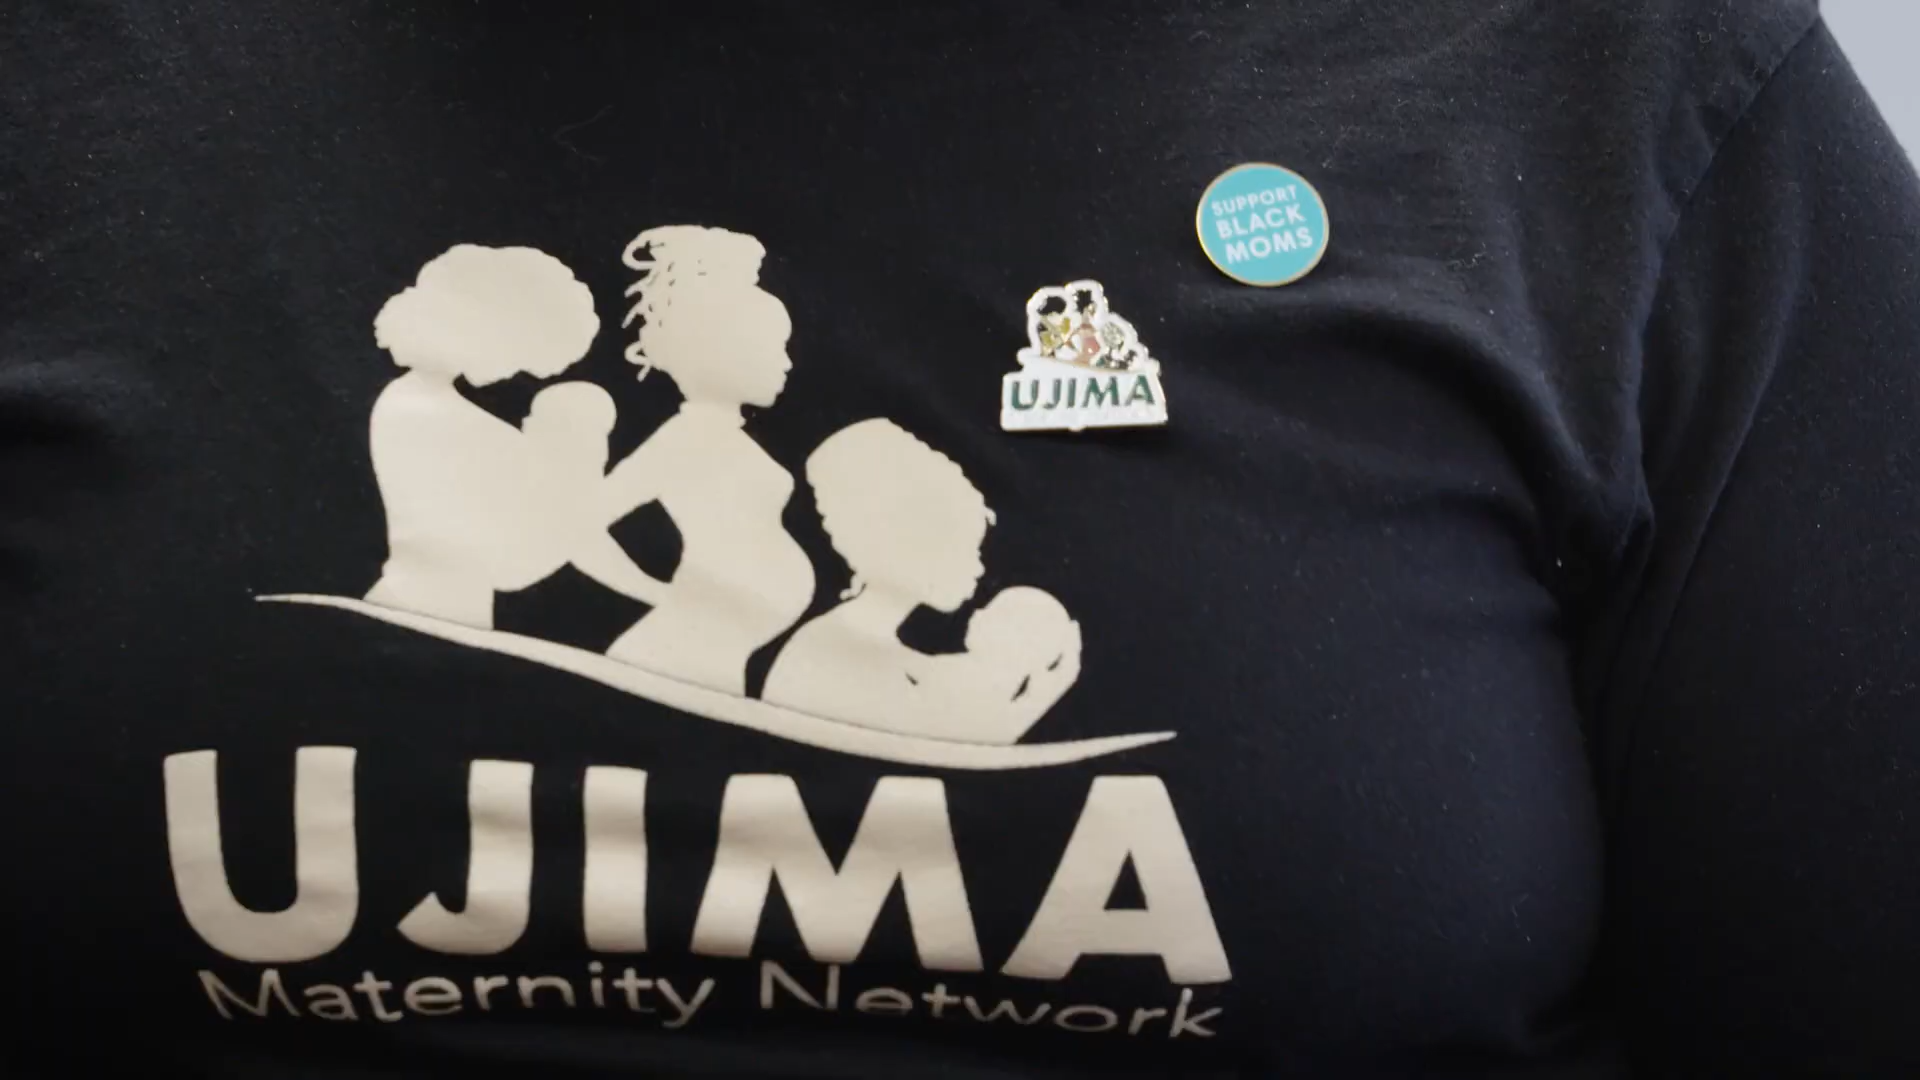 SUPPORT
BLACK
MOMS
UJIMA
UJIMA
Maternity Network